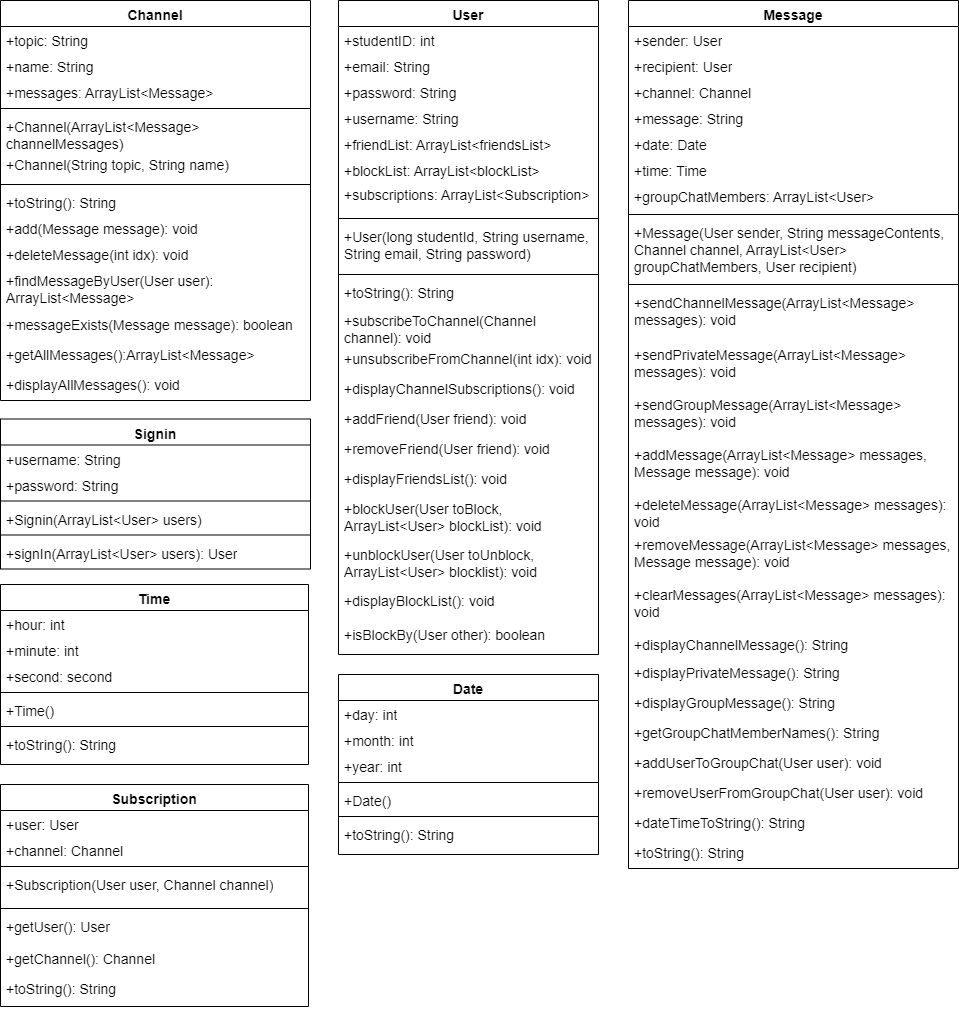 Channel
+topic: String
+name: String
+messages: ArrayList<Message>
+Channel(ArrayList<Message>
channelMessages)
+Channel(String topic, String name)
+toString(): String
+add(Message message): void
+deleteMessage(int idx): void
+findMessageByUser(User user):
ArrayList<Message>
+messageExists(Message message): boolean
+getAllMessages():ArrayList<Message>
+displayAllMessages(): void
Signin
+username: String
+password: String
+Signin(ArrayList<User> users)
+signIn(ArrayList<User> users): User
Time
+hour: int
+minute: int
+second: second
+Time()
+toString(): String
Subscription
+user: User
+channel: Channel
+Subscription(User user, Channel channel)
+getUser(): User
+getChannel(): Channel
+toString(): String
User
+studentID: int
+email: String
+password: String
+username: String
+friendList: ArrayList<friendsList>
+blockList: ArrayList<blockList>
+subscriptions: ArrayList<Subscription>
+User(long studentId, String username,
String email, String password)
+toString(): String
+subscribeToChannel(Channel
channel): void
+unsubscribeFromChannel(int idx): void
+displayChannelSubscriptions(): void
+addFriend(User friend): void
+removeFriend(User friend): void
+displayFriendsList(): void
+blockUser(User toBlock,
ArrayList<User> blockList): void
+unblockUser(User toUnblock,
ArrayList<User> blocklist): void
+displayBlockList(): void
+isBlockBy(User other): boolean
Date
+day: int
+month: int
+year: int
+Date()
+toString(): String
Message
+sender: User
+recipient: User
+channel: Channel
+message: String
+date: Date
+time: Time
+groupChatMembers: ArrayList<User>
+Message(User sender, String messageContents,
Channel channel, ArrayList<User>
groupChatMembers, User recipient)
+sendChannelMessage(ArrayList<Message>
messages): void
+sendPrivateMessage(ArrayList<Message>
messages): void
+sendGroupMessage(ArrayList<Message>
messages): void
+addMessage(ArrayList<Message> messages,
Message message): void
+deleteMessage(ArrayList<Message> messages):
void
+removeMessage(ArrayList<Message> messages,
Message message): void
+clearMessages(ArrayList<Message> messages):
void
+displayChannelMessage(): String
+displayPrivateMessage(): String
+displayGroupMessage(): String
+getGroupChatMemberNames(): String
+addUserToGroupChat(User user): void
+removeUserFromGroupChat(User user): void
+dateTimeToString(): String
+toString(): String